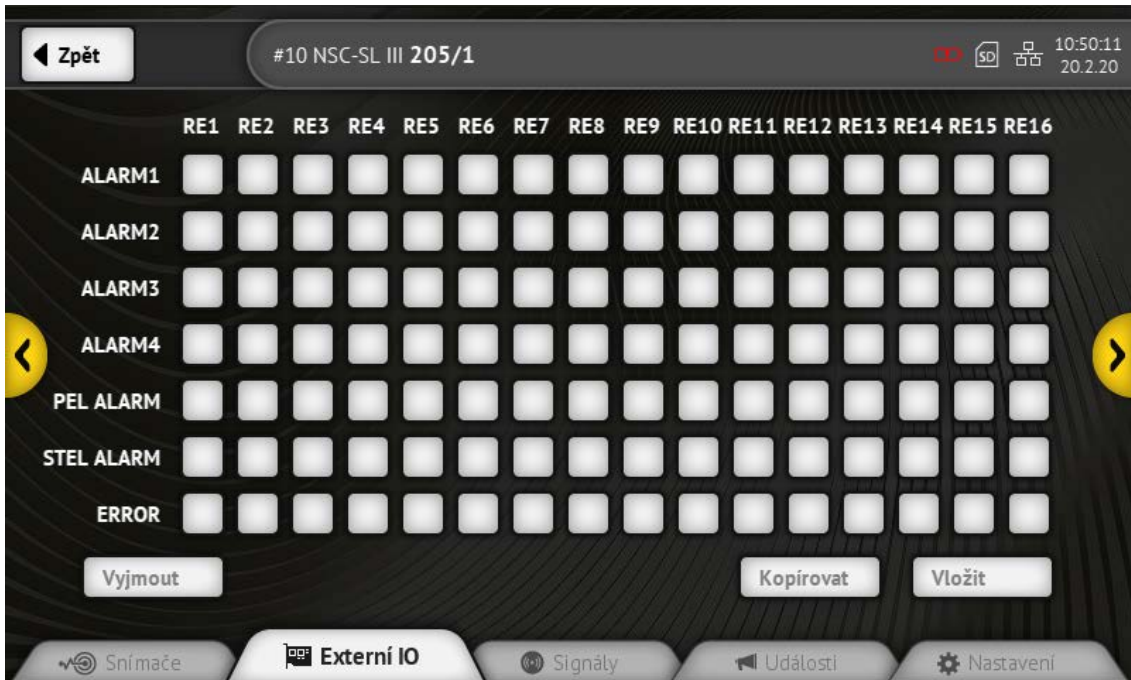 Zpět
#10 NSC-SL III 205/1
SD
10:50:11
20.2.20
RE1 RE2 RE3 RE4 RE5 RE6 RE7 RE8 RE9 RE10 RE11 RE12 RE13 RE14 RE15 RE16
ALARM1
ALARM2
ALARM3
ALARM4
PEL ALARM
STEL ALARM
ERROR
Vyjmout Kopírovat Vložit
Snímače Externí IO Signály Události Nastavení